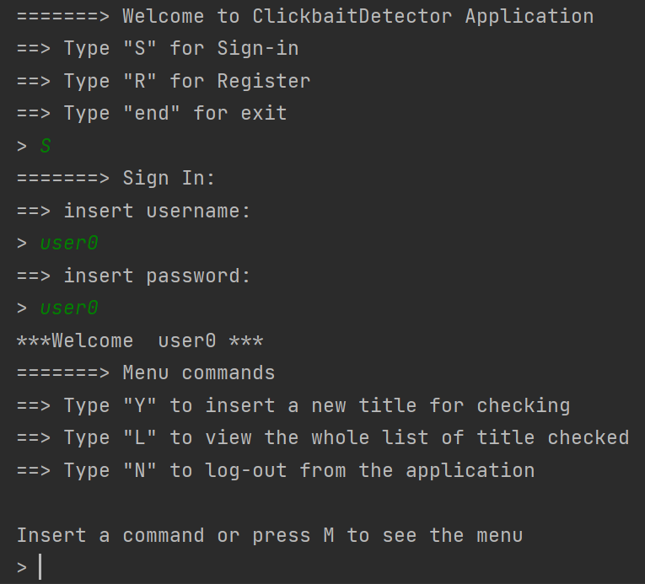 =======> Welcome to ClickbaitDetector Application
==> Type "S" for Sign-in
==> Type "R" for Register
==> Type "end" for exit
> S
=======> Sign In:
==> insert username:
> user0
==> insert password:
> user0
***Welcome  user0 ***
=======> Menu commands
==> Type "Y" to insert a new title for checking
==> Type "L" to view the whole list of title checked
==> Type "N" to log-out from the application
Insert a command or press M to see the menu
>